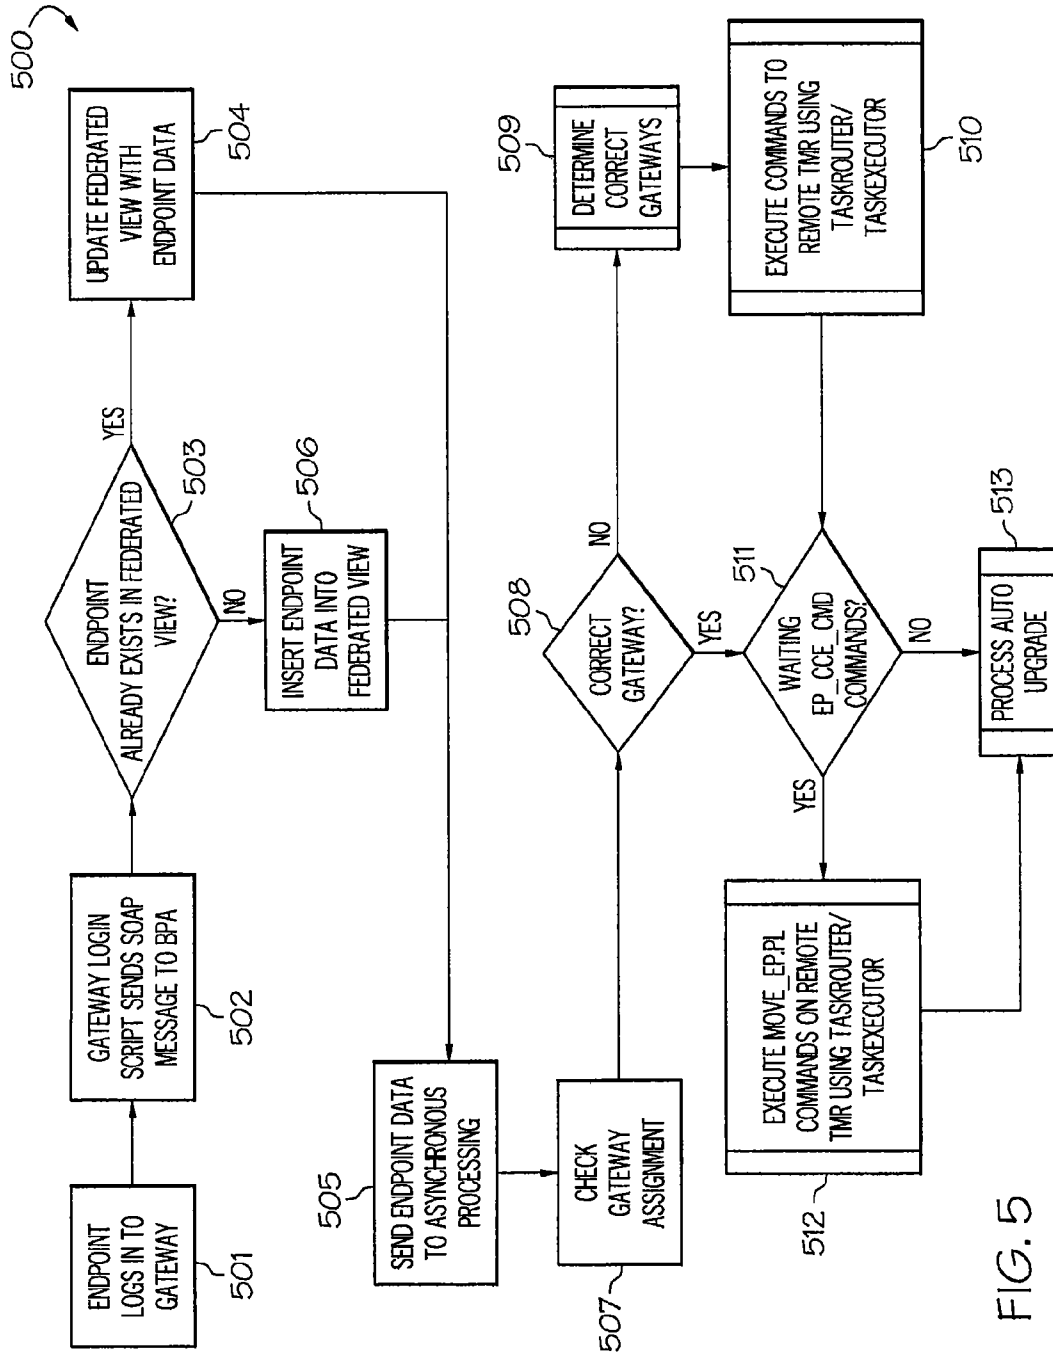 500
ENDPOINT
LOGS IN TO
GATEWAY
501
GATEWAY LOGIN
SCRIPT SENDS SOAP
MESSAGE TO BPA
502
ENDPOINT
ALREADY EXISTS IN FEDERATED
VIEW?
503
YES
NO
UPDATE FEDERATED
VIEW WITH
ENDPOINT DATA
504
INSERT ENDPOINT
DATA INTO
FEDERATED VIEW
506
505
SEND ENDPOINT DATA
TO ASYNCHRONOUS
PROCESSING
CHECK
GATEWAY
ASSIGNMENT
507
508
CORRECT
GATEWAY?
NO
YES
509
DETERMINE
CORRECT
GATEWAYS
EXECUTE COMMANDS TO
REMOTE TMR USING
TASKROUTER/
TASKEXECUTOR
510
511
WAITING
EP_CCE_CMD
COMMANDS?
YES
NO
EXECUTE MOVE_EP.PL
COMMANDS ON REMOTE
TMR USING TASKROUTER/
TASKEXECUTOR
512
513
PROCESS AUTO
UPGRADE
FIG. 5